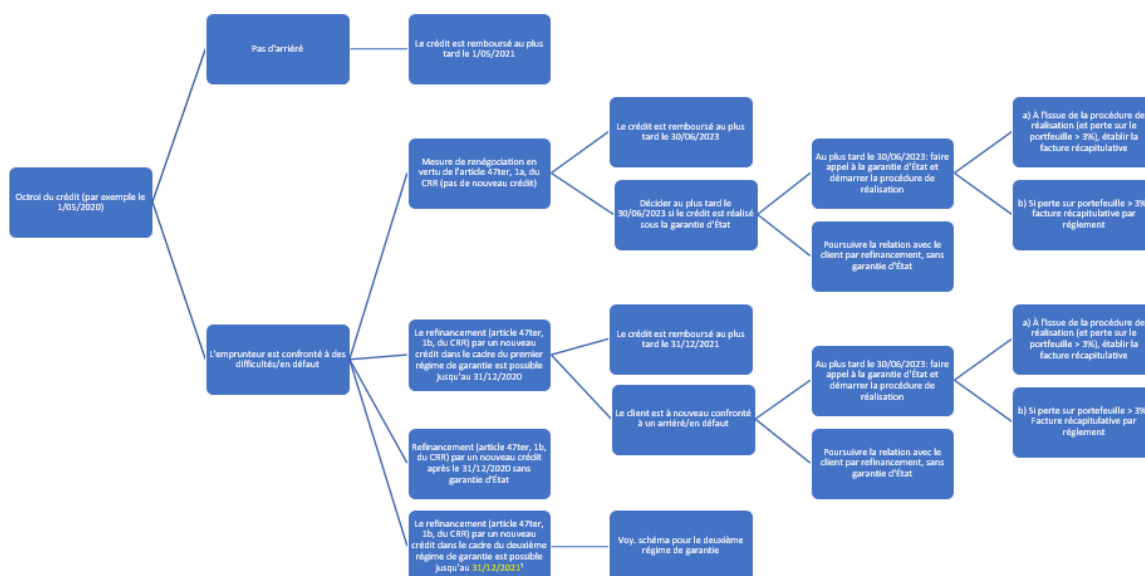 Octroi du crédit (par exemple le
1/05/2020)
Pas d'arriéré
Le crédit est remboursé au plus
tard le 1/05/2021
L'emprunteur est confronté à des
difficultés/en défaut
Mesure de renégociation en
vertu de l'article 47ter, 1a, du
CRR (pas de nouveau crédit)
Le crédit est remboursé au plus
tard le 30/06/2023
Décider au plus tard le
30/06/2023 si le crédit est réalisé
sous la garantie d'État
Au plus tard le 30/06/2023: faire
appel à la garantie d'État et
démarrer la procédure de
réalisation
a) À l'issue de la procédure de
réalisation (et perte sur le
portfeuille > 3%), établir la
facture récapitulative
b) Si perte sur portefeuille > 3%
facture récapitulative par
règlement
Poursuivre la relation avec le
client par refinancement, sans
garantie d'État
Le refinancement (article 47ter,
1b, du CRR) par un nouveau
crédit dans le cadre du premier
régime de garantie est possible
jusqu'au 31/12/2020
Le crédit est remboursé au plus
tard le 31/12/2021
Le client est à nouveau confronté
à un arriéré/en défaut
Au plus tard le 30/06/2023: faire
appel à la garantie d'État et
démarrer la procédure de
réalisation
a) À l'issue de la procédure de
réalisation (et perte sur le
portfeuille > 3%), établir la
facture récapitulative
b) Si perte sur portefeuille > 3%
Facture récapitulative par
règlement
Poursuivre la relation avec le
client par refinancement, sans
garantie d'État
Refinancement (article 47ter, 1b,
du CRR) par un nouveau crédit
après le 31/12/2020 sans
garantie d'État
Le refinancement (article 47ter,
1b, du CRR) par un nouveau
crédit dans le cadre du deuxième
régime de garantie est possible
jusqu'au 31/12/2021¹
Voy. schéma pour le deuxième
régime de garantie